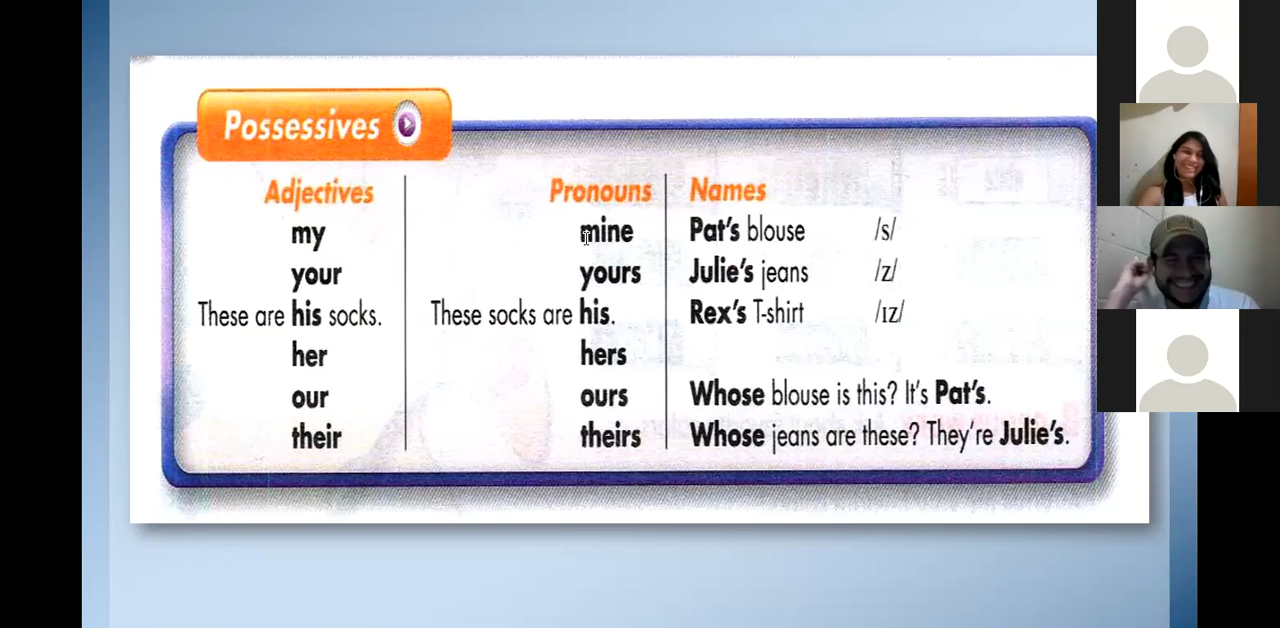 Possessives
Adjectives Pronouns Names
my mine Pat's blouse /s/
your yours Julie's jeans /z/
These are his socks. These socks are his. Rex's T-shirt /ɪz/
her hers
our ours Whose blouse is this? It's Pat's.
their theirs Whose jeans are these? They're Julie's.